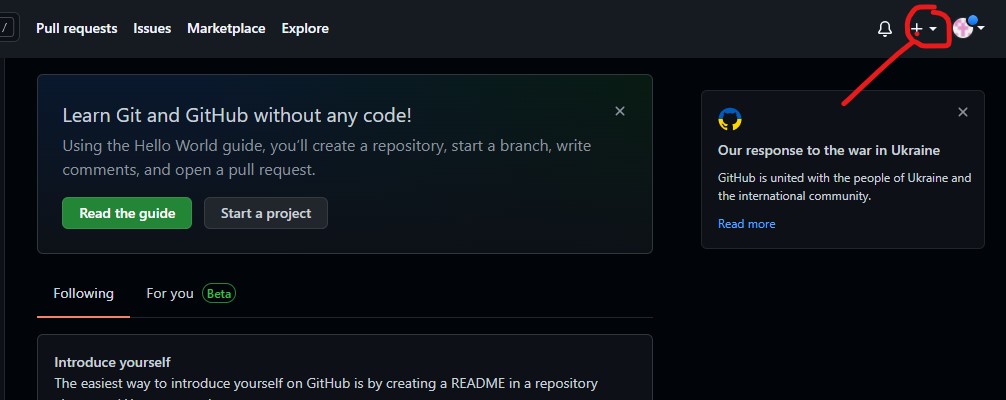 / Pull requests Issues Marketplace Explore
Learn Git and GitHub without any code!
Using the Hello World guide, you’ll create a repository, start a branch, write
comments, and open a pull request.
Read the guide Start a project
Our response to the war in Ukraine
GitHub is united with the people of Ukraine and
the international community.
Read more
Following For you Beta
Introduce yourself
The easiest way to introduce yourself on GitHub is by creating a README in a repository